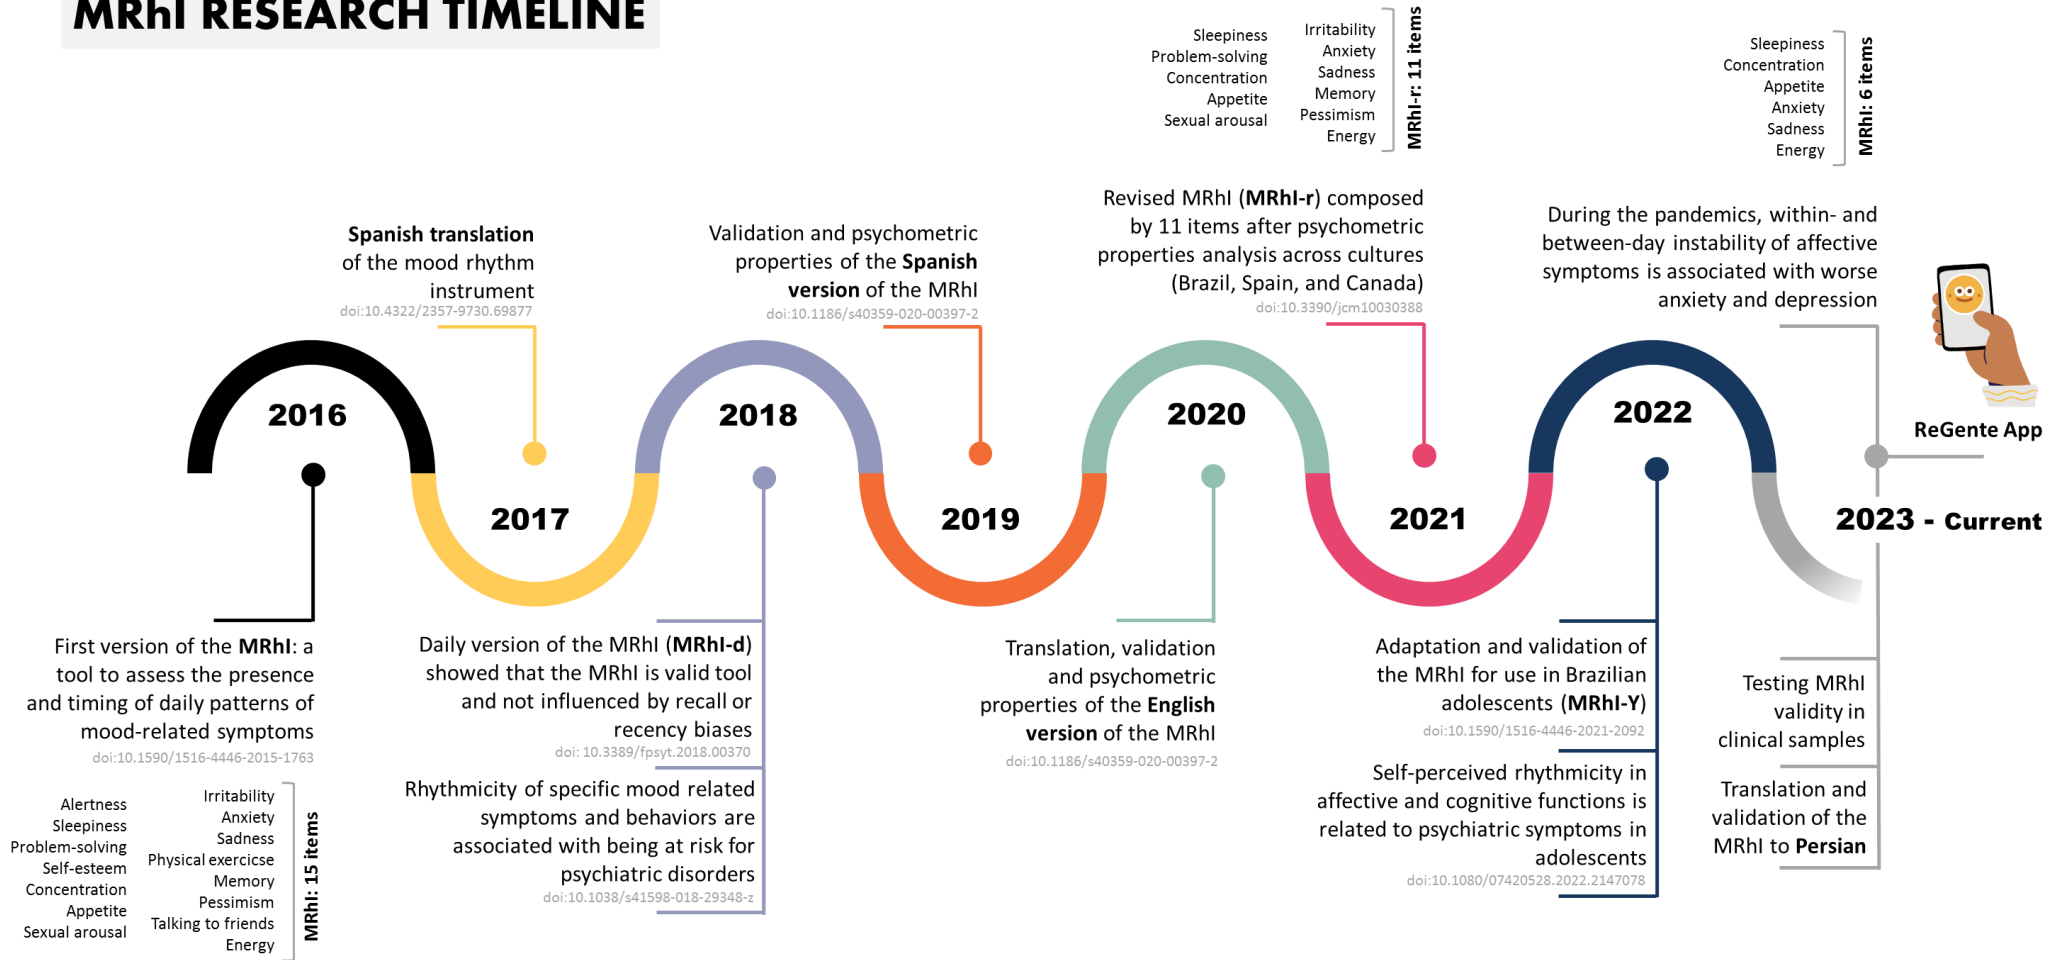 MRhI RESEARCH TIMELINE
Sleepiness
Problem-solving
Concentration
Appetite
Sexual arousal
Irritability
Anxiety
Sadness
Memory
Pessimism
Energy
MRhI-r: 11 items
Sleepiness
Concentration
Appetite
Anxiety
Sadness
Energy
MRhI: 6 items
Spanish translation
of the mood rhythm
instrument
doi:10.4322/2357-9730.69877
Validation and psychometric
properties of the Spanish
version of the MRhI
doi:10.1186/s40359-020-00397-2
Revised MRhI (MRhI-r) composed
by 11 items after psychometric
properties analysis across cultures
(Brazil, Spain, and Canada)
doi:10.3390/jcm10030388
During the pandemics, within- and
between-day instability of affective
symptoms is associated with worse
anxiety and depression
2016
2017
2018
2019
2020
2021
2022
ReGente App
2023 - Current
First version of the MRhI: a
tool to assess the presence
and timing of daily patterns of
mood-related symptoms
doi:10.1590/1516-4446-2015-1763
Alertness
Sleepiness
Problem-solving
Self-esteem
Concentration
Appetite
Sexual arousal
Irritability
Anxiety
Sadness
Physical exercicse
Memory
Pessimism
Talking to friends
Energy
MRhI: 15 items
Daily version of the MRhI (MRhI-d)
showed that the MRhI is valid tool
and not influenced by recall or
recency biases
doi: 10.3389/fpsyt.2018.00370
Rhythmicity of specific mood related
symptoms and behaviors are
associated with being at risk for
psychiatric disorders
doi:10.1038/s41598-018-29348-z
Translation, validation
and psychometric
properties of the English
version of the MRhI
doi:10.1186/s40359-020-00397-2
Adaptation and validation of
the MRhI for use in Brazilian
adolescents (MRhI-Y)
doi:10.1590/1516-4446-2021-2092
Self-perceived rhythmicity in
affective and cognitive functions is
related to psychiatric symptoms in
adolescents
doi:10.1080/07420528.2022.2147078
Testing MRhI
validity in
clinical samples
Translation and
validation of the
MRhI to Persian